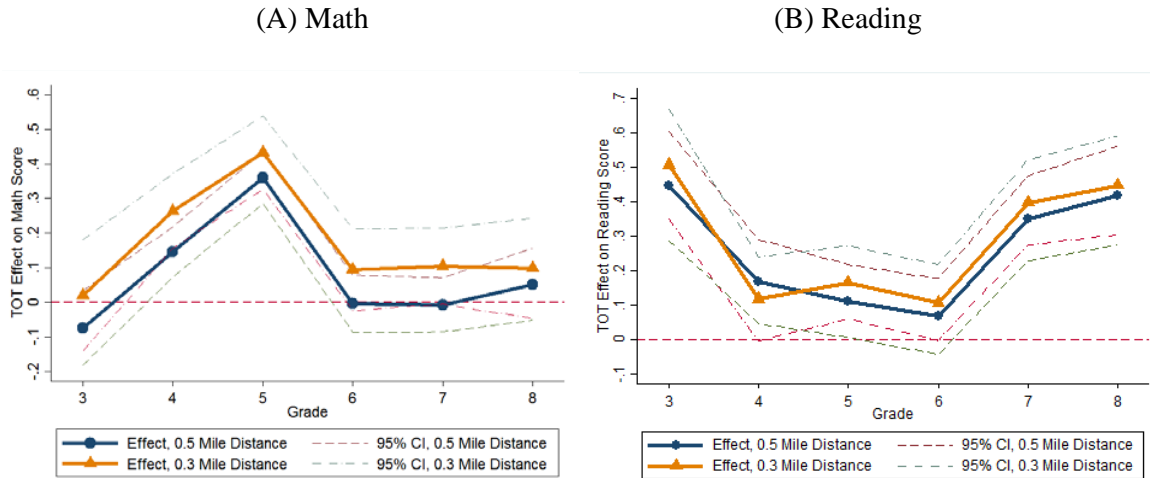 (A) Math
(B) Reading
TOT Effect on Math Score
.6
.5
.4
.3
.2
.1
0
-.1
-.2
3 4 5 6 7 8
Grade
Effect, 0.5 Mile Distance 95% CI, 0.5 Mile Distance
Effect, 0.3 Mile Distance 95% CI, 0.3 Mile Distance
TOT Effect on Reading Score
.7
.6
.5
.4
.3
.2
.1
0
-.1
3 4 5 6 7 8
Grade
Effect, 0.5 Mile Distance 95% CI, 0.5 Mile Distance
Effect, 0.3 Mile Distance 95% CI, 0.3 Mile Distance